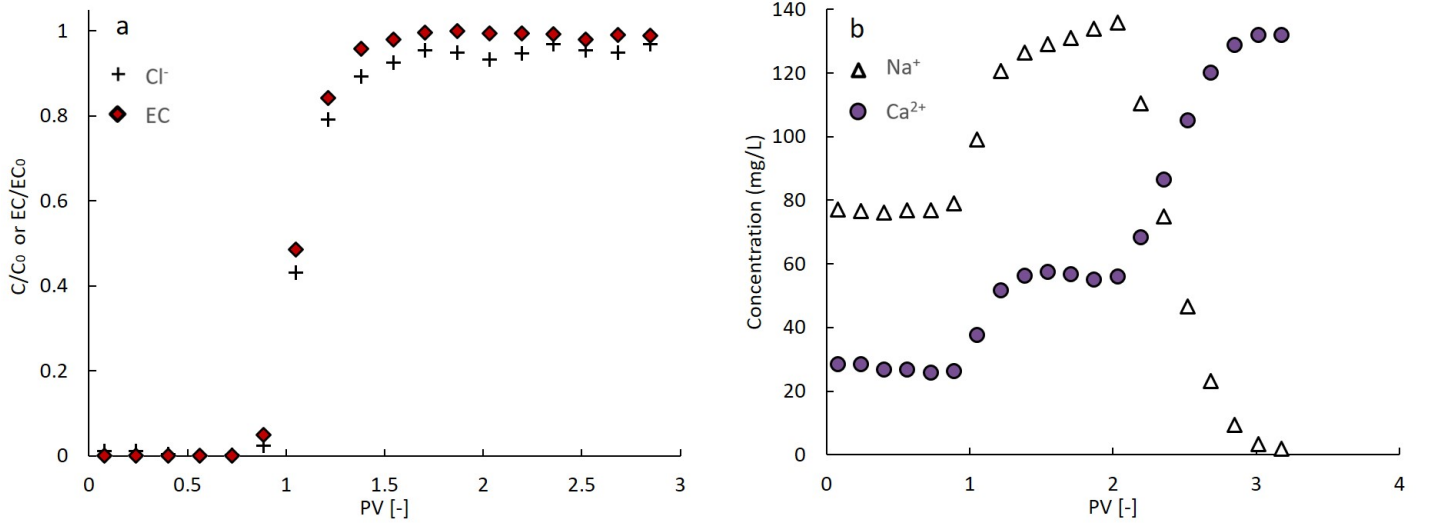 a
Cl⁻
EC
C/C₀ or EC/EC₀
1
0.8
0.6
0.4
0.2
0
0 0.5 1 1.5 2 2.5 3
PV [-]
b
Na⁺
Ca²⁺
Concentration (mg/L)
140
120
100
80
60
40
20
0
0 1 2 3 4
PV [-]